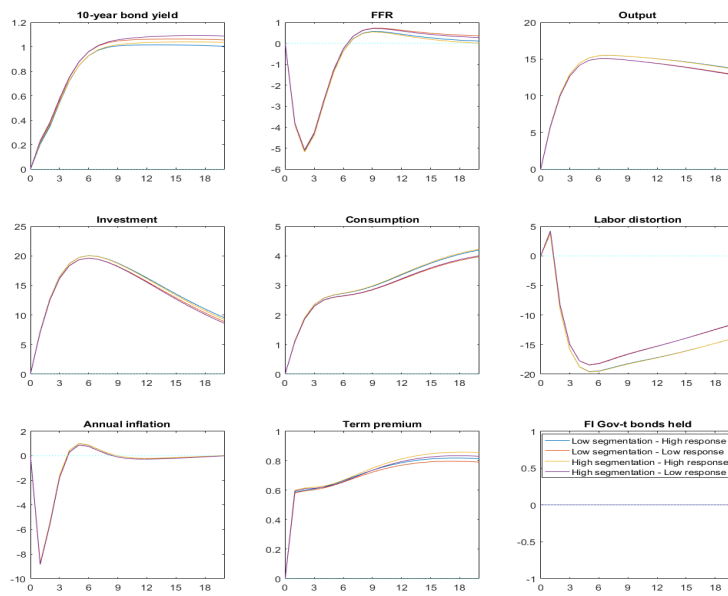 10-year bond yield
FFR
Output
1.2
1
0.8
0.6
0.4
0.2
0
0 3 6 9 12 15 18
1
0
-1
-2
-3
-4
-5
-6
0 3 6 9 12 15 18
20
15
10
5
0
0 3 6 9 12 15 18
Investment
Consumption
Labor distortion
25
20
15
10
5
0
0 3 6 9 12 15 18
5
4
3
2
1
0
0 3 6 9 12 15 18
5
0
-5
-10
-15
-20
0 3 6 9 12 15 18
Annual inflation
Term premium
FI Gov-t bonds held
2
0
-2
-4
-6
-8
-10
0 3 6 9 12 15 18
1
0.8
0.6
0.4
0.2
0
0 3 6 9 12 15 18
1
0.5
0
-0.5
-1
0 3 6 9 12 15 18
Low segmentation - High response
Low segmentation - Low response
High segmentation - High response
High segmentation - Low response